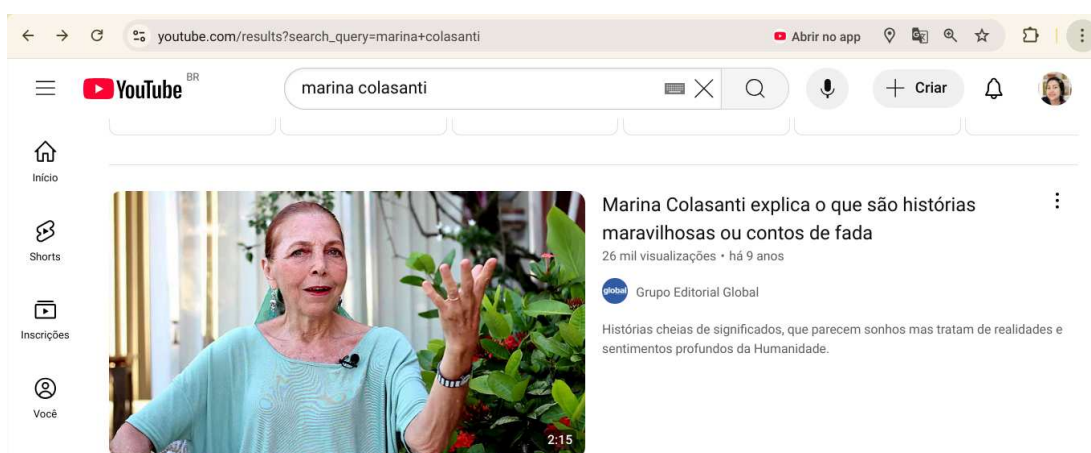 youtube.com/results?search_query=marina+colasanti
Abrir no app
YouTube BR
marina colasanti
Criar
Início
Shorts
Inscrições
Você
Marina Colasanti explica o que são histórias
maravilhosas ou contos de fada
26 mil visualizações • há 9 anos
global Grupo Editorial Global
Histórias cheias de significados, que parecem sonhos mas tratam de realidades e
sentimentos profundos da Humanidade.
2:15